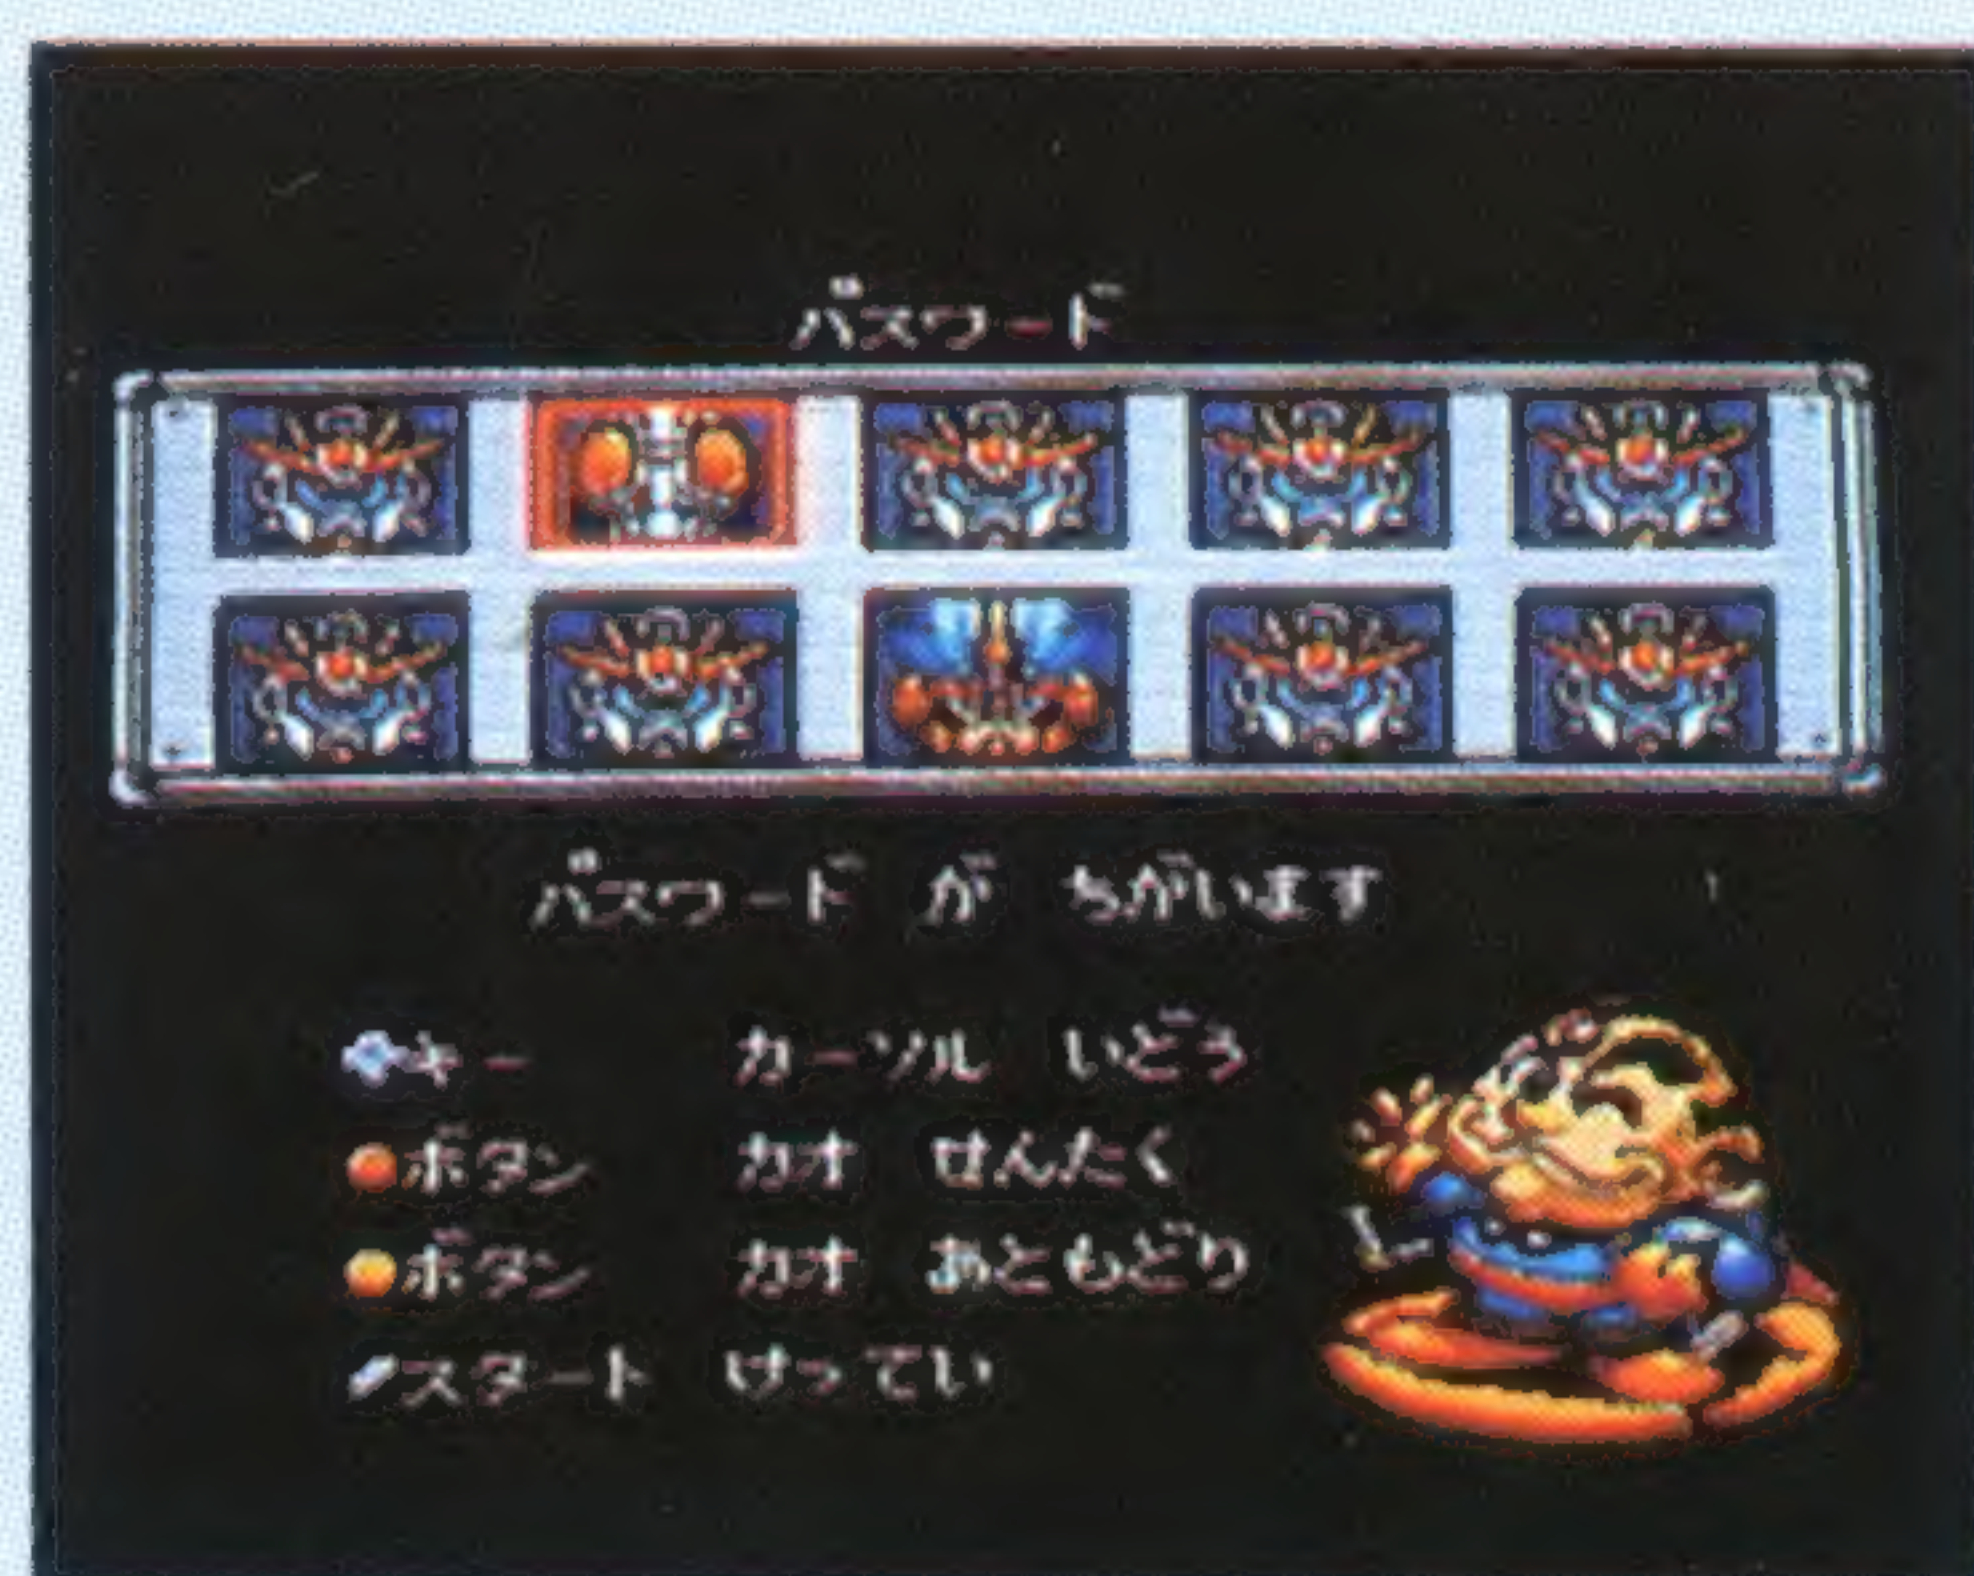 パスワード
パスワード が ちがいます
キー カーソル いどう
ボタン カオ せんたく
ボタン カオ あともどり
スタート けってい